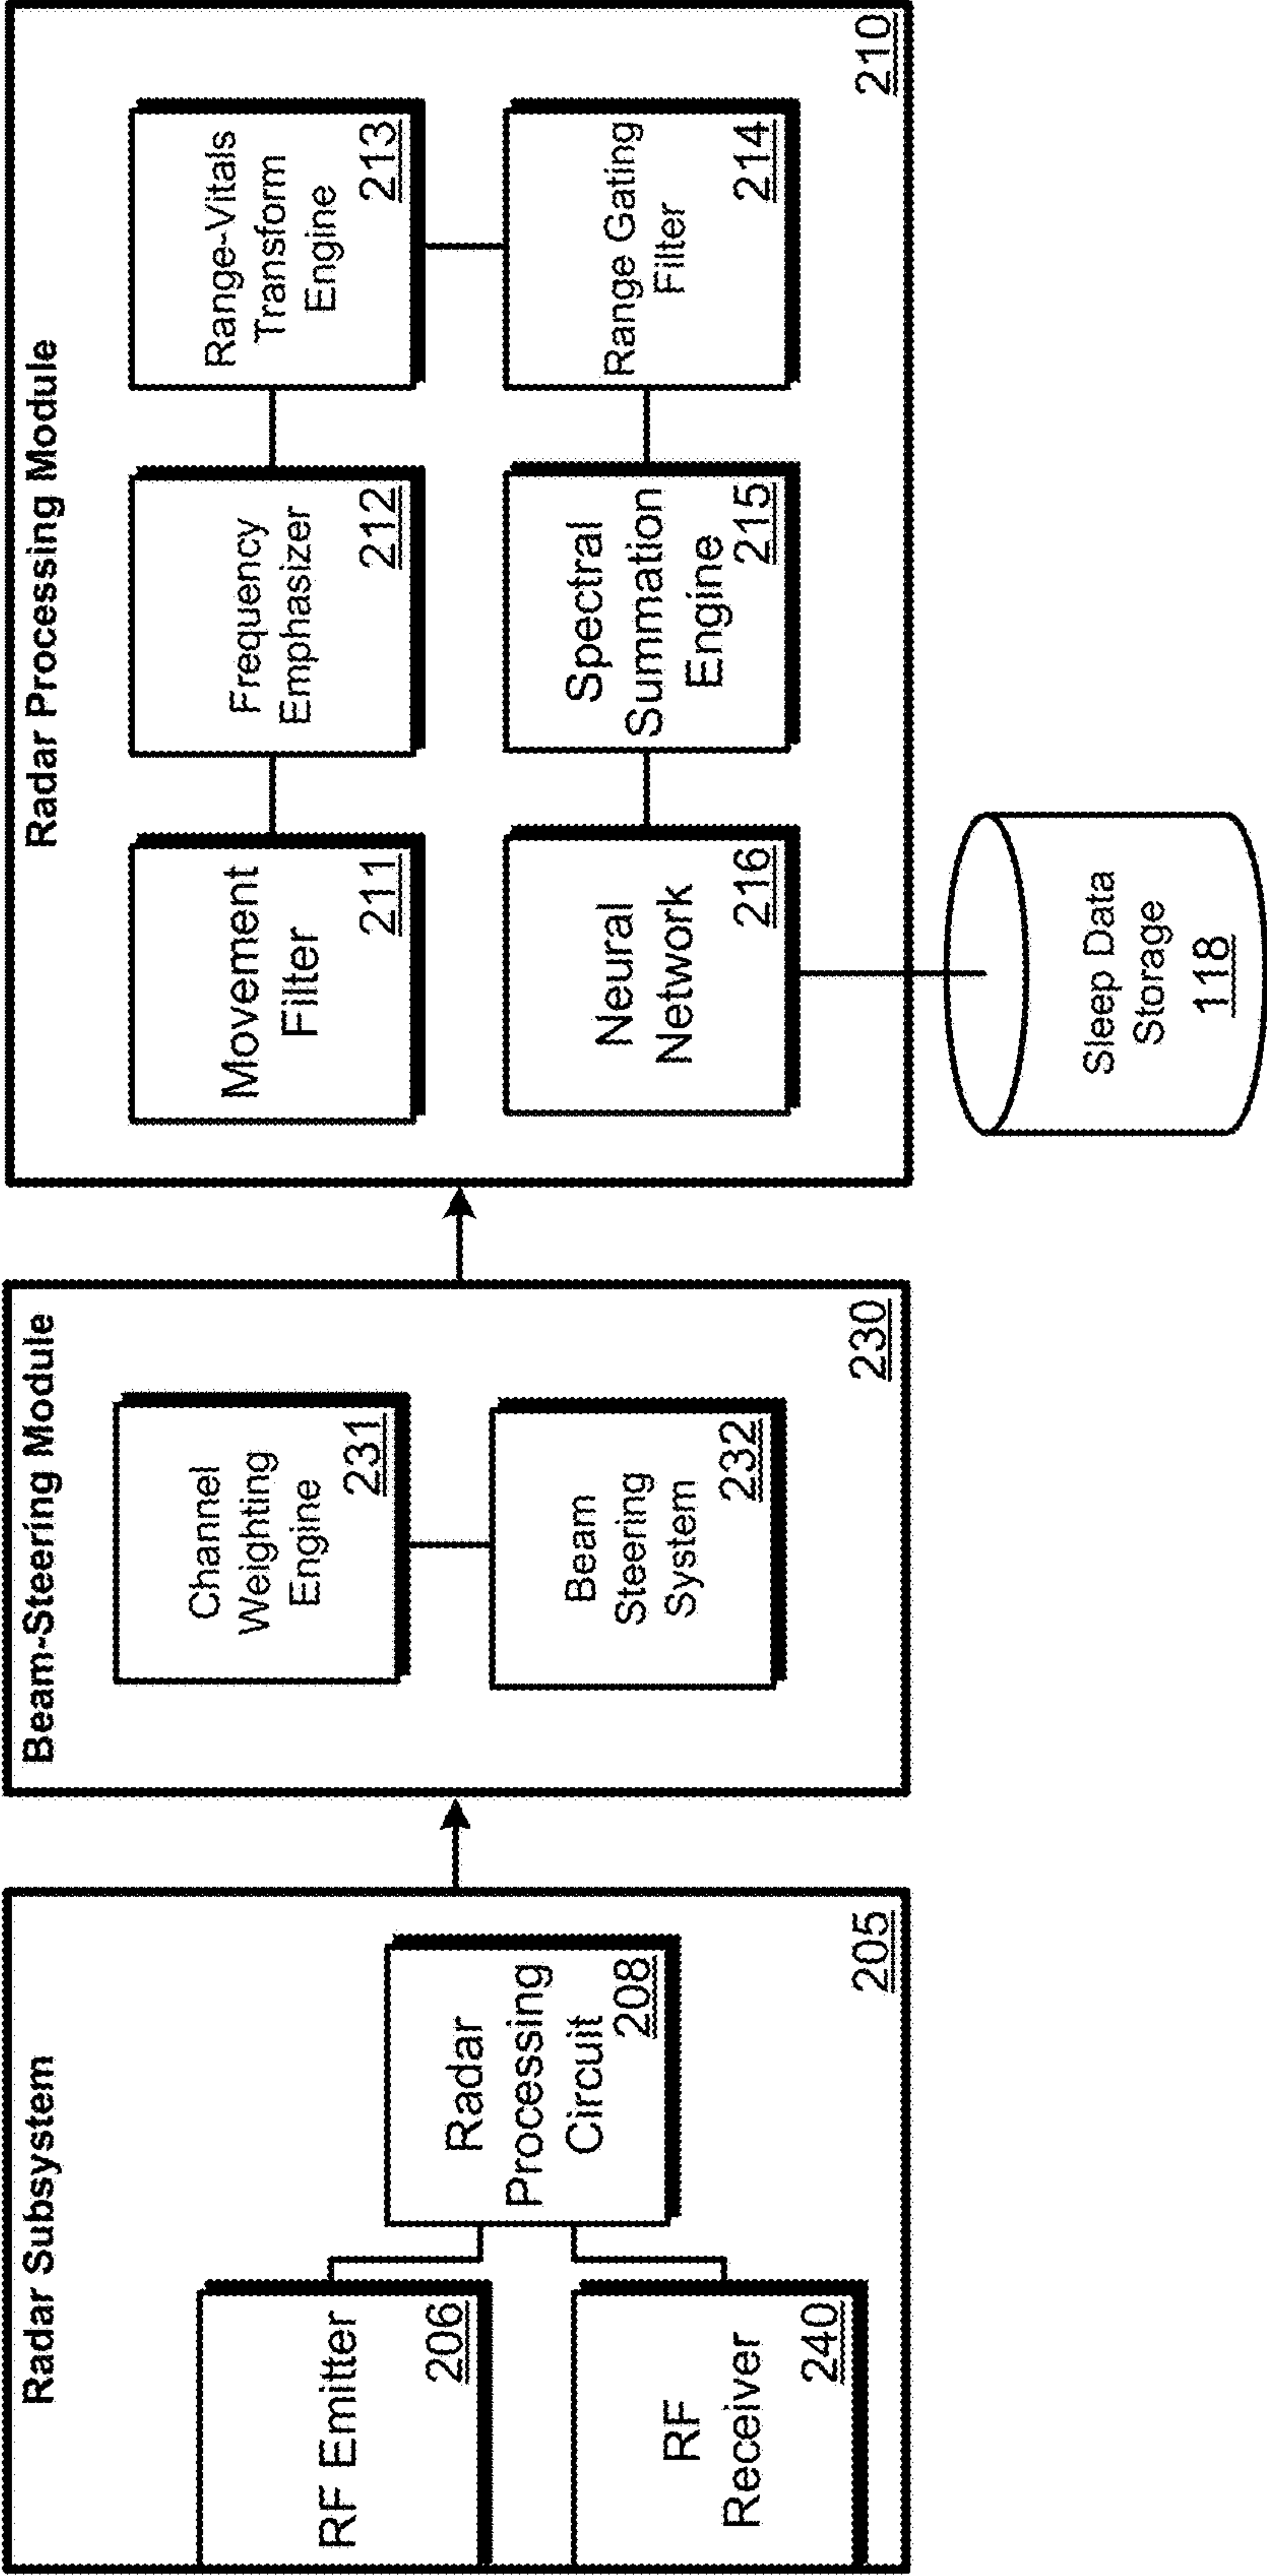 Radar Subsystem
RF Emitter
206
RF
Receiver
240
Radar
Processing
Circuit
208
205
Beam-Steering Module
Channel
Weighting
Engine
231
Beam
Steering
System
232
230
Radar Processing Module
Movement
Filter
211
Frequency
Emphasizer
212
Range-Vitals
Transform
Engine
213
Neural
Network
216
Spectral
Summation
Engine
215
Range Gating
Filter
214
210
Sleep Data
Storage
118